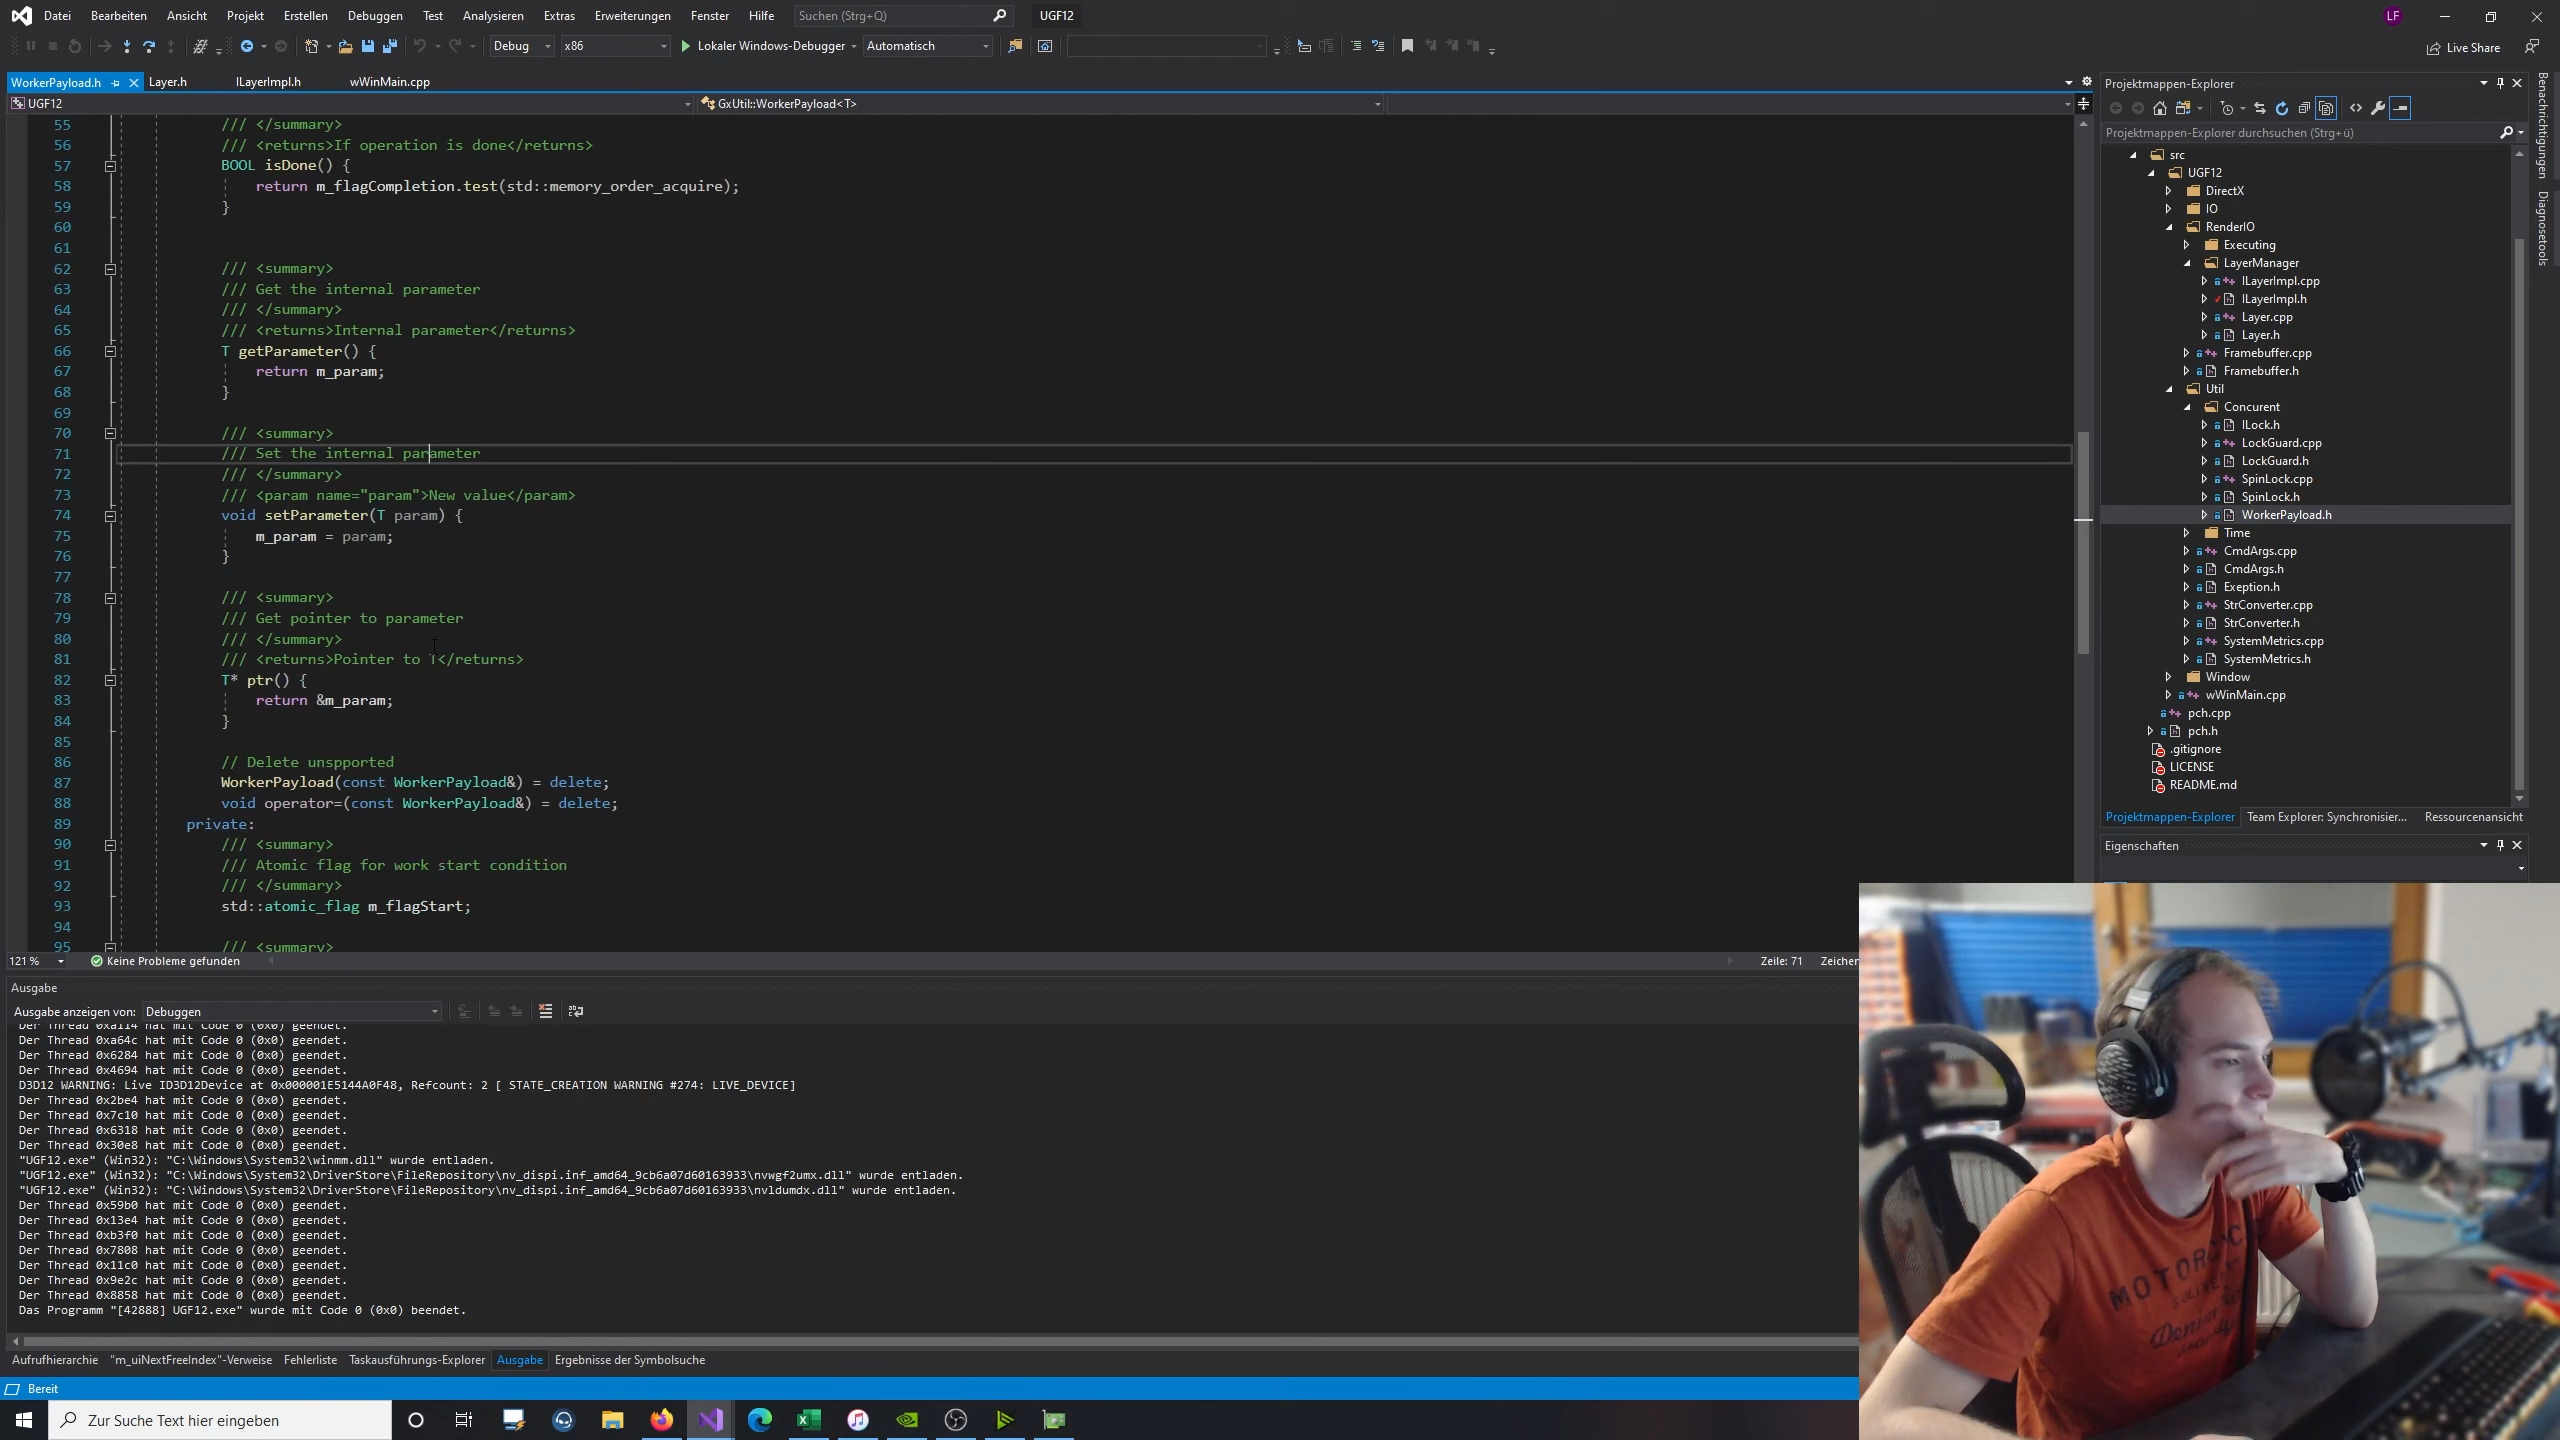 Datei Bearbeiten Ansicht Projekt Erstellen Debuggen Test Analysieren Extras Erweiterungen Fenster Hilfe Suchen (Strg+Q) UGF12 LF
Debug x86 Lokaler Windows-Debugger Automatisch Live Share
WorkerPayload.h Layer.h ILayerImpl.h wWinMain.cpp
UGF12 GxUtil::WorkerPayload<T>
55 /// </summary>
56 /// <returns>If operation is done</returns>
57 BOOL isDone() {
58 return m_flagCompletion.test(std::memory_order_acquire);
59 }
60
61
62 /// <summary>
63 /// Get the internal parameter
64 /// </summary>
65 /// <returns>Internal parameter</returns>
66 T getParameter() {
67 return m_param;
68 }
69
70 /// <summary>
71 /// Set the internal parameter
72 /// </summary>
73 /// <param name="param">New value</param>
74 void setParameter(T param) {
75 m_param = param;
76 }
77
78 /// <summary>
79 /// Get pointer to parameter
80 /// </summary>
81 /// <returns>Pointer to T</returns>
82 T* ptr() {
83 return &m_param;
84 }
85
86 // Delete unspported
87 WorkerPayload(const WorkerPayload&) = delete;
88 void operator=(const WorkerPayload&) = delete;
89 private:
90 /// <summary>
91 /// Atomic flag for work start condition
92 /// </summary>
93 std::atomic_flag m_flagStart;
94
95 /// <summary>
121 % Keine Probleme gefunden Zeile: 71 Zeichen
Ausgabe
Ausgabe anzeigen von: Debuggen
Der Thread 0xa114 hat mit Code 0 (0x0) geendet.
Der Thread 0xa64c hat mit Code 0 (0x0) geendet.
Der Thread 0x6284 hat mit Code 0 (0x0) geendet.
Der Thread 0x4694 hat mit Code 0 (0x0) geendet.
D3D12 WARNING: Live ID3D12Device at 0x000001E5144A0F48, Refcount: 2 [ STATE_CREATION WARNING #274: LIVE_DEVICE]
Der Thread 0x2be4 hat mit Code 0 (0x0) geendet.
Der Thread 0x7c10 hat mit Code 0 (0x0) geendet.
Der Thread 0x6318 hat mit Code 0 (0x0) geendet.
Der Thread 0x30e8 hat mit Code 0 (0x0) geendet.
"UGF12.exe" (Win32): "C:\Windows\System32\winmm.dll" wurde entladen.
"UGF12.exe" (Win32): "C:\Windows\System32\DriverStore\FileRepository\nv_dispi.inf_amd64_9cb6a07d60163933\nvwgf2umx.dll" wurde entladen.
"UGF12.exe" (Win32): "C:\Windows\System32\DriverStore\FileRepository\nv_dispi.inf_amd64_9cb6a07d60163933\nvldumdx.dll" wurde entladen.
Der Thread 0x59b0 hat mit Code 0 (0x0) geendet.
Der Thread 0x13e4 hat mit Code 0 (0x0) geendet.
Der Thread 0xb3f0 hat mit Code 0 (0x0) geendet.
Der Thread 0x7808 hat mit Code 0 (0x0) geendet.
Der Thread 0x11c0 hat mit Code 0 (0x0) geendet.
Der Thread 0x9e2c hat mit Code 0 (0x0) geendet.
Der Thread 0x8858 hat mit Code 0 (0x0) geendet.
Das Programm "[42888] UGF12.exe" wurde mit Code 0 (0x0) beendet.
Aufrufhierarchie "m_uiNextFreeIndex"-Verweise Fehlerliste Taskausführungs-Explorer Ausgabe Ergebnisse der Symbolsuche
Bereit
Zur Suche Text hier eingeben
Projektmappen-Explorer
Projektmappen-Explorer durchsuchen (Strg+ü)
src
UGF12
DirectX
IO
RenderIO
Executing
LayerManager
ILayerImpl.cpp
ILayerImpl.h
Layer.cpp
Layer.h
Framebuffer.cpp
Framebuffer.h
Util
Concurent
ILock.h
LockGuard.cpp
LockGuard.h
SpinLock.cpp
SpinLock.h
WorkerPayload.h
Time
CmdArgs.cpp
CmdArgs.h
Exeption.h
StrConverter.cpp
StrConverter.h
SystemMetrics.cpp
SystemMetrics.h
Window
wWinMain.cpp
pch.cpp
pch.h
.gitignore
LICENSE
README.md
Projektmappen-Explorer Team Explorer: Synchronisier... Ressourcenansicht
Eigenschaften
Benachrichtigungen
Diagnosetools